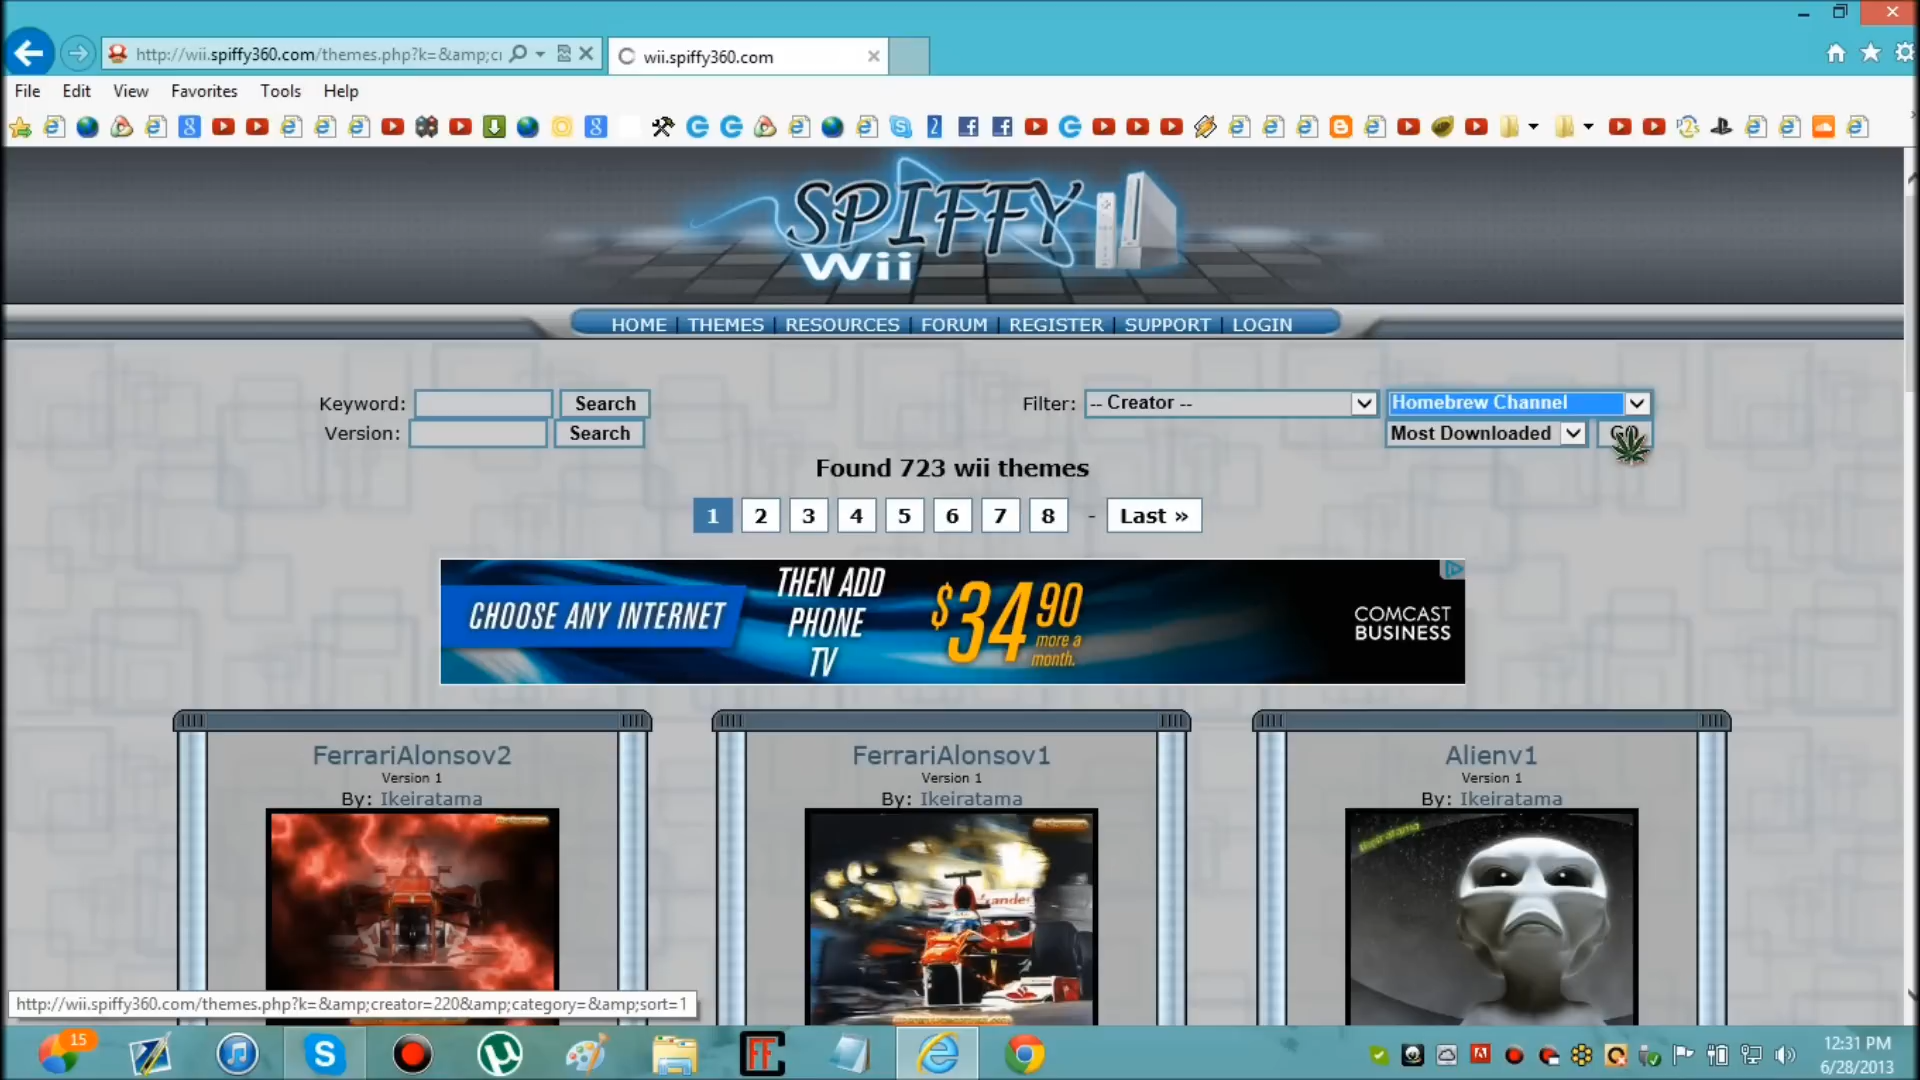 http://wii.spiffy360.com/themes.php?k=&amp;cr
wii.spiffy360.com
File Edit View Favorites Tools Help
SPIFFY
Wii
HOME | THEMES | RESOURCES | FORUM | REGISTER | SUPPORT | LOGIN
Keyword: Search Filter: -- Creator -- Homebrew Channel
Version: Search Most Downloaded GO
Found 723 wii themes
1 2 3 4 5 6 7 8 - Last »
CHOOSE ANY INTERNET
THEN ADD
PHONE
TV
$34.90
more a
month.
COMCAST
BUSINESS
FerrariAlonsov2
Version 1
By: Ikeiratama
FerrariAlonsov1
Version 1
By: Ikeiratama
Alienv1
Version 1
By: Ikeiratama
Ikeiratama
http://wii.spiffy360.com/themes.php?k=&amp;creator=220&amp;category=&amp;sort=1
15
12:31 PM
6/28/2013